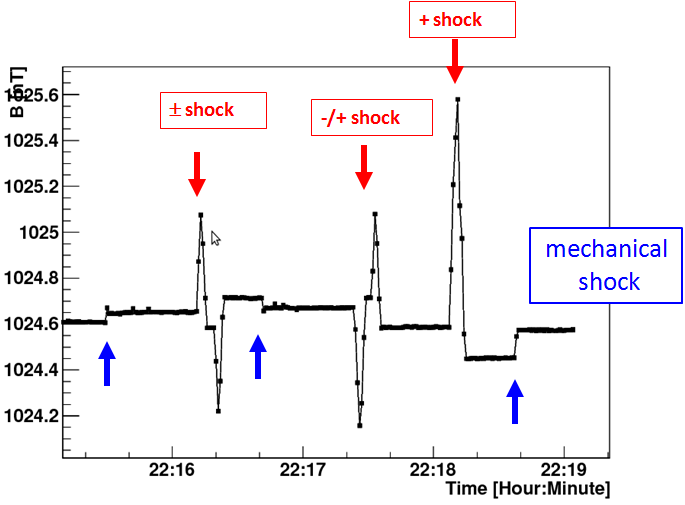 + shock
± shock
-/+ shock
mechanical
shock
B [nT]
1025.6
1025.4
1025.2
1025
1024.8
1024.6
1024.4
1024.2
22:16
22:17
22:18
22:19
Time [Hour:Minute]